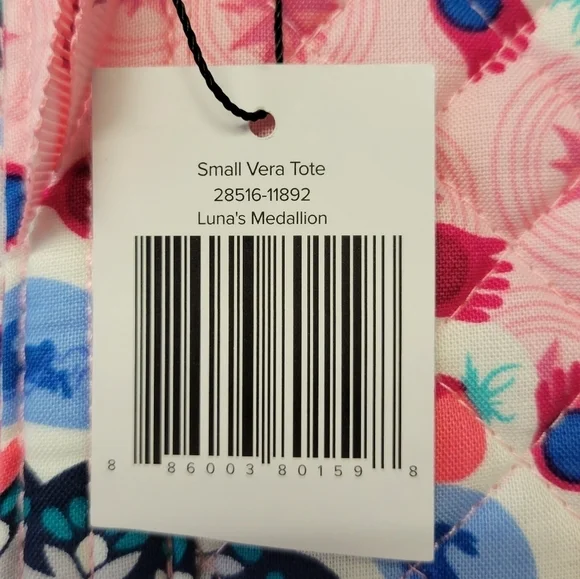 Small Vera Tote
28516-11892
Luna's Medallion
8 86003 80159 8